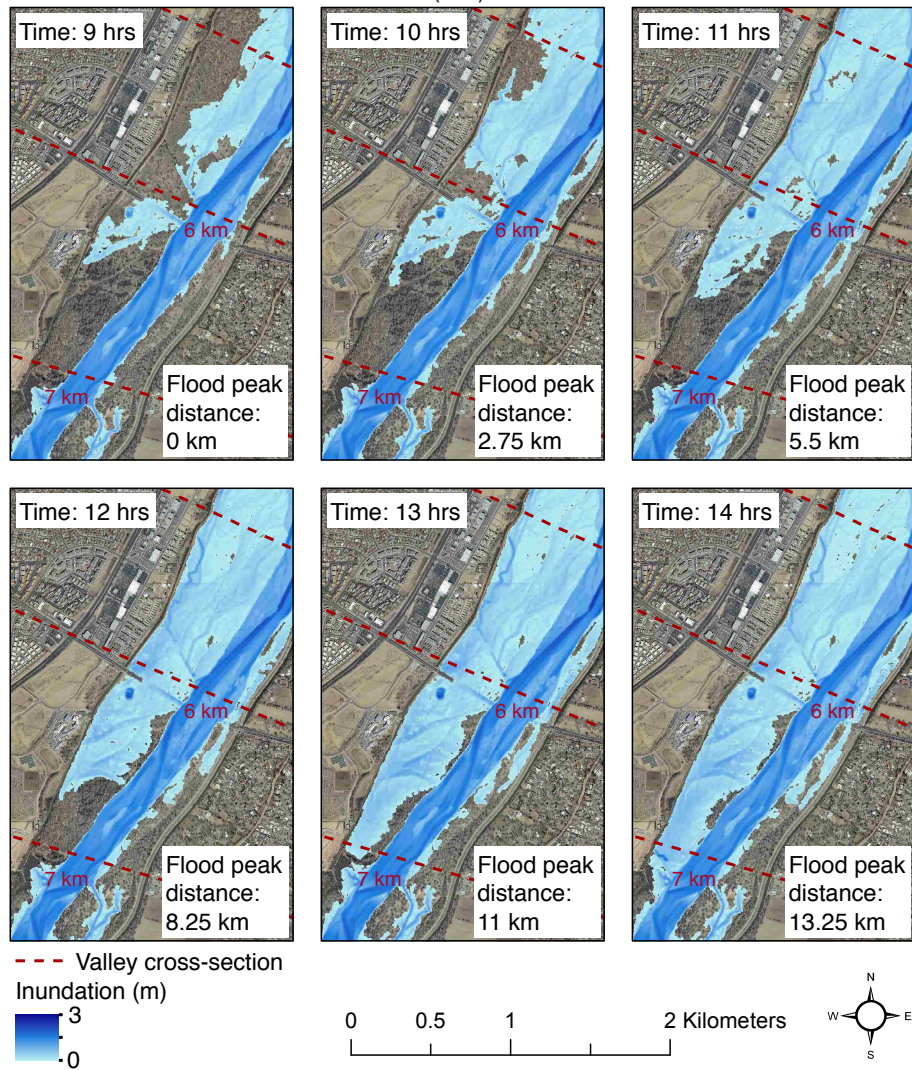 Time: 9 hrs
6 km
7 km
Flood peak
distance:
0 km
Time: 10 hrs
6 km
7 km
Flood peak
distance:
2.75 km
Time: 11 hrs
6 km
7 km
Flood peak
distance:
5.5 km
Time: 12 hrs
6 km
7 km
Flood peak
distance:
8.25 km
Time: 13 hrs
6 km
7 km
Flood peak
distance:
11 km
Time: 14 hrs
6 km
7 km
Flood peak
distance:
13.25 km
Valley cross-section
Inundation (m)
3
0
0 0.5 1 2 Kilometers
N
W E
S